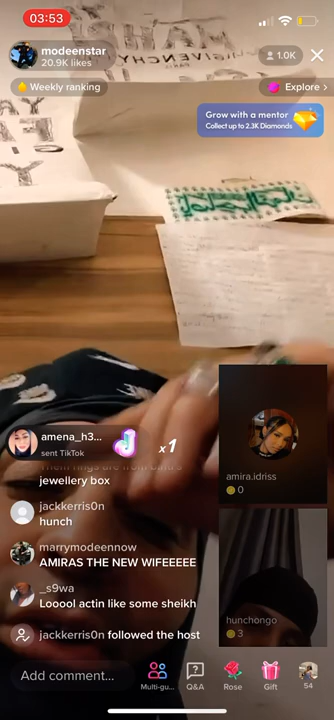 03:53
modeenstar
20.9K likes
1.0K
Weekly ranking
Explore >
Grow with a mentor
Collect up to 2.3K Diamonds
GIVENCHY
amena_h3...
sent TikTok
x1
jewellery box
jackkerris0n
hunch
marrymodeennow
AMIRAS THE NEW WIFEEEEE
_s9wa
Looool actin like some sheikh
jackkerris0n followed the host
amira.idriss
0
hunchongo
3
Add comment...
Multi-gu...
Q&A
Rose
Gift